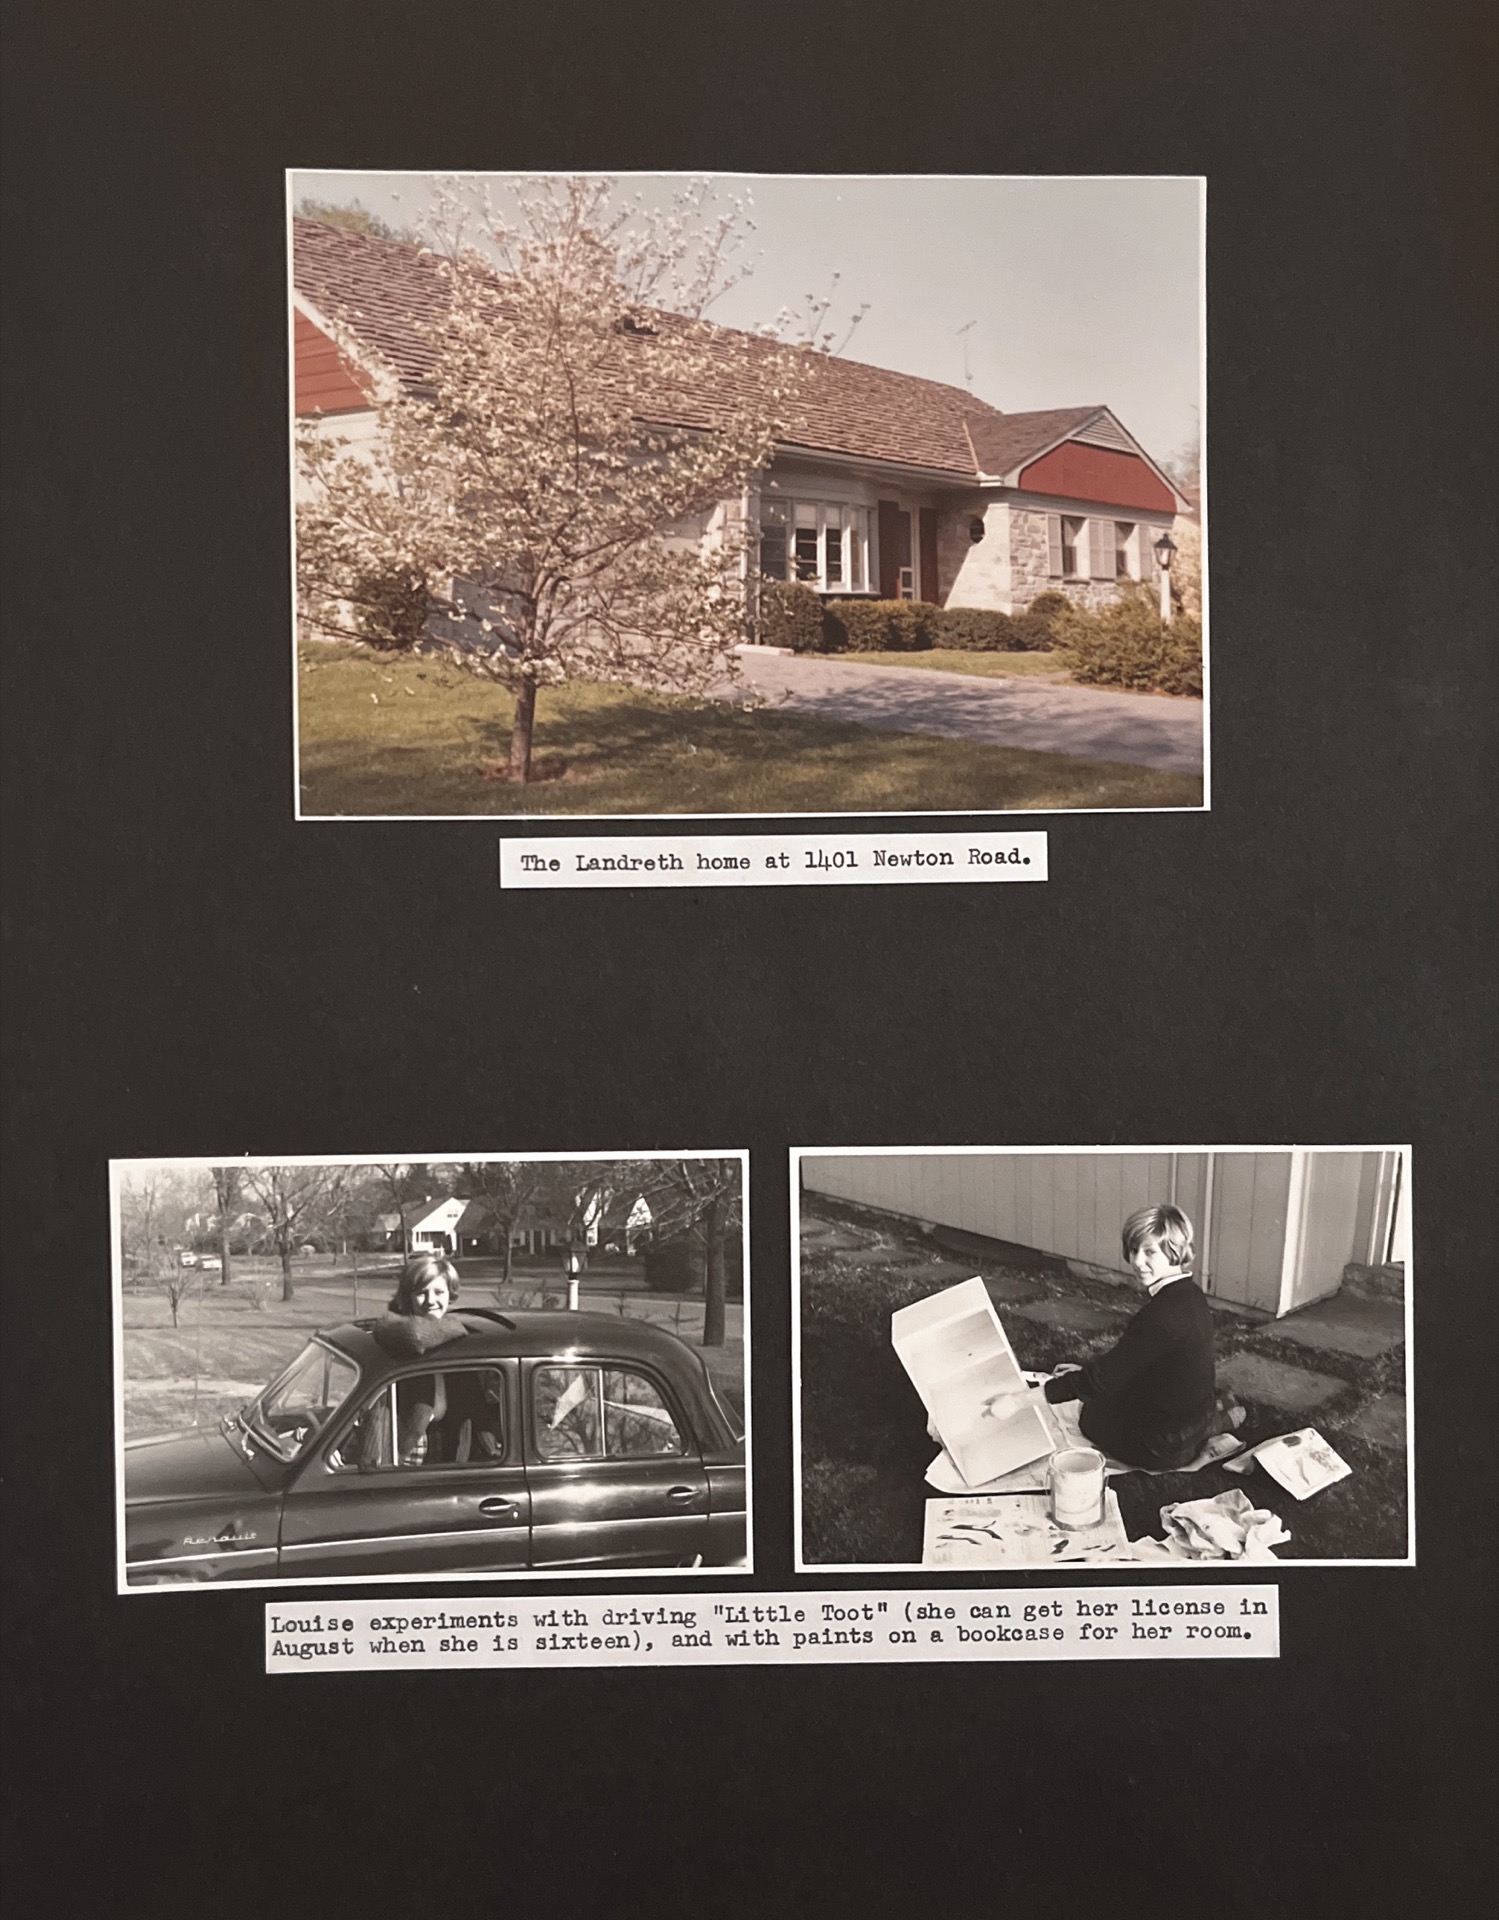 The Landreth home at 1401 Newton Road.
Renault
Louise experiments with driving "Little Toot" (she can get her license in
August when she is sixteen), and with paints on a bookcase for her room.